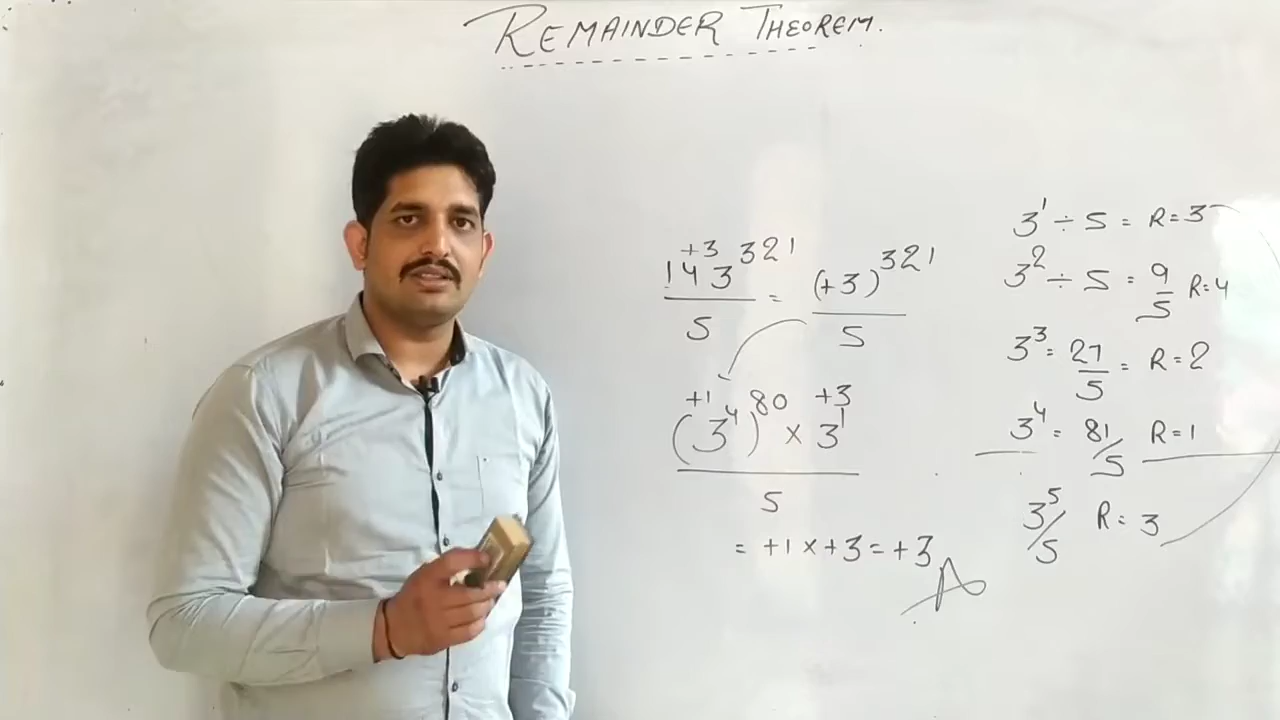 REMAINDER THEOREM.
+3
143^321 / 5 = (+3)^321 / 5
+1 +3
(3^4)^80 × 3^1 / 5
= +1 × +3 = +3
A
3^1 ÷ 5 = R=3
3^2 ÷ 5 = 9/5 R=4
3^3 = 27/5 = R=2
3^4 = 81/5 R=1
3^5/5 R=3